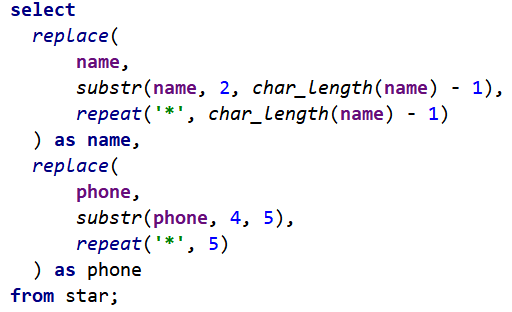 select
  replace(
      name,
      substr(name, 2, char_length(name) - 1),
      repeat('*', char_length(name) - 1)
  ) as name,
  replace(
      phone,
      substr(phone, 4, 5),
      repeat('*', 5)
  ) as phone
from star;